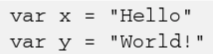 var x = "Hello"
var y = "World!"